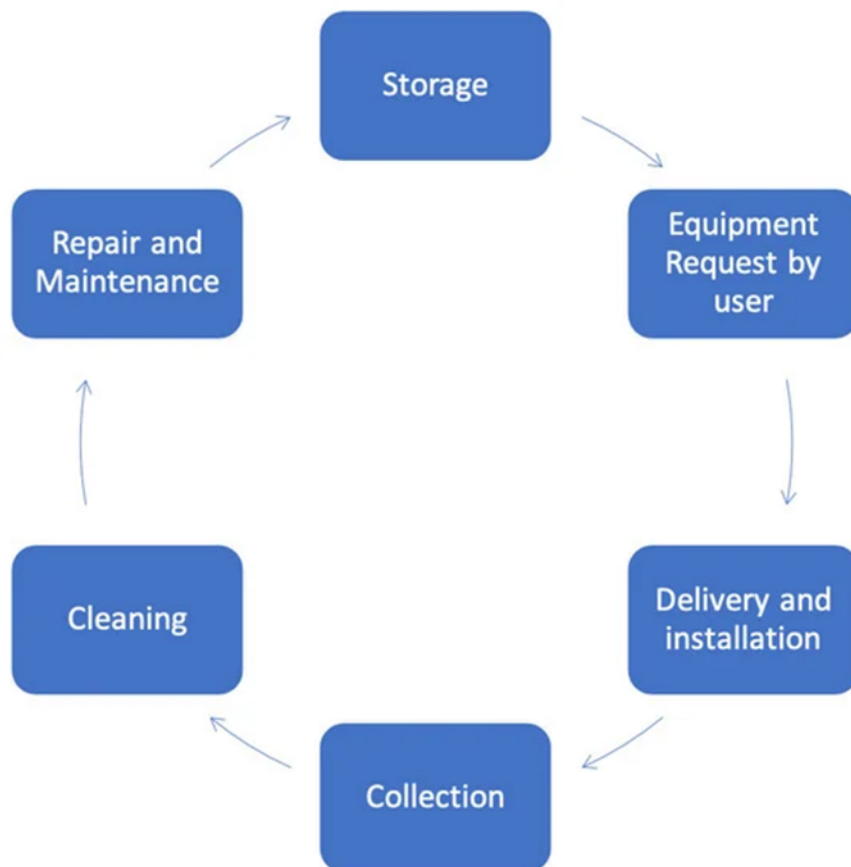 Storage
Equipment
Request by
user
Delivery and
installation
Collection
Cleaning
Repair and
Maintenance